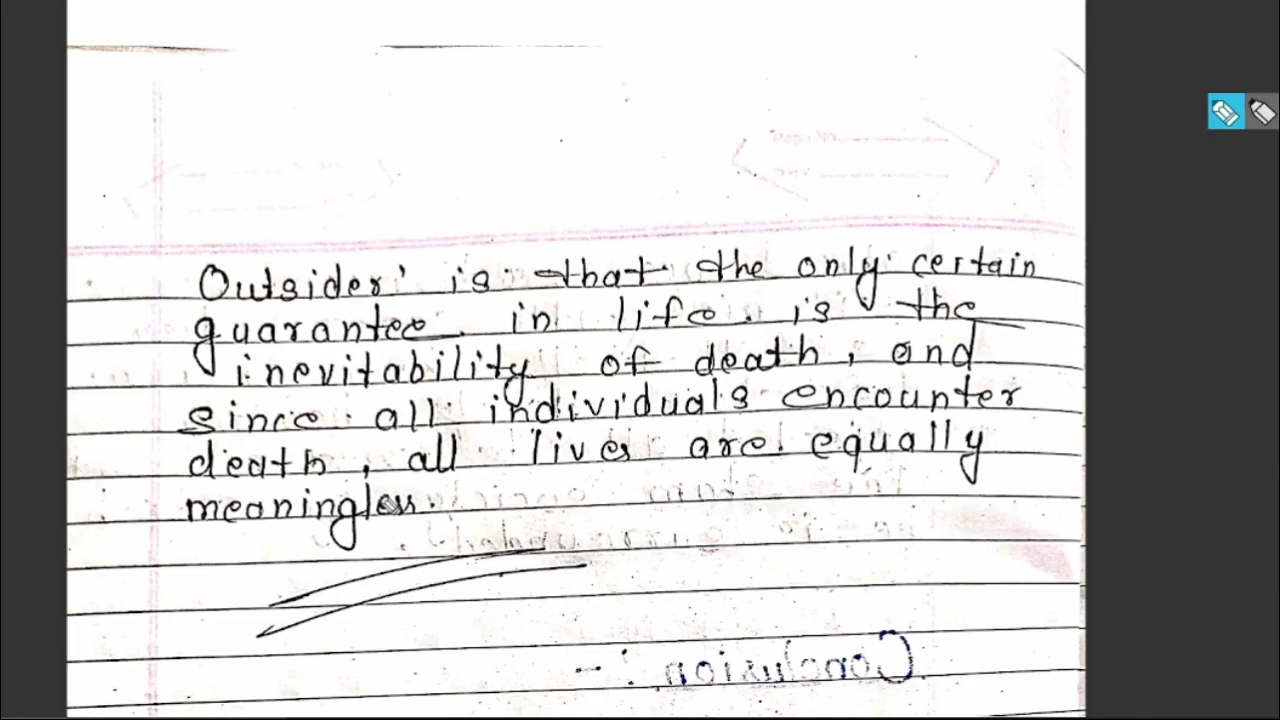 Outsider' is that the only certain
guarantee in life is the
inevitability of death, and
since all individuals encounter
death, all lives are equally
meaningless.
Conclusion :-